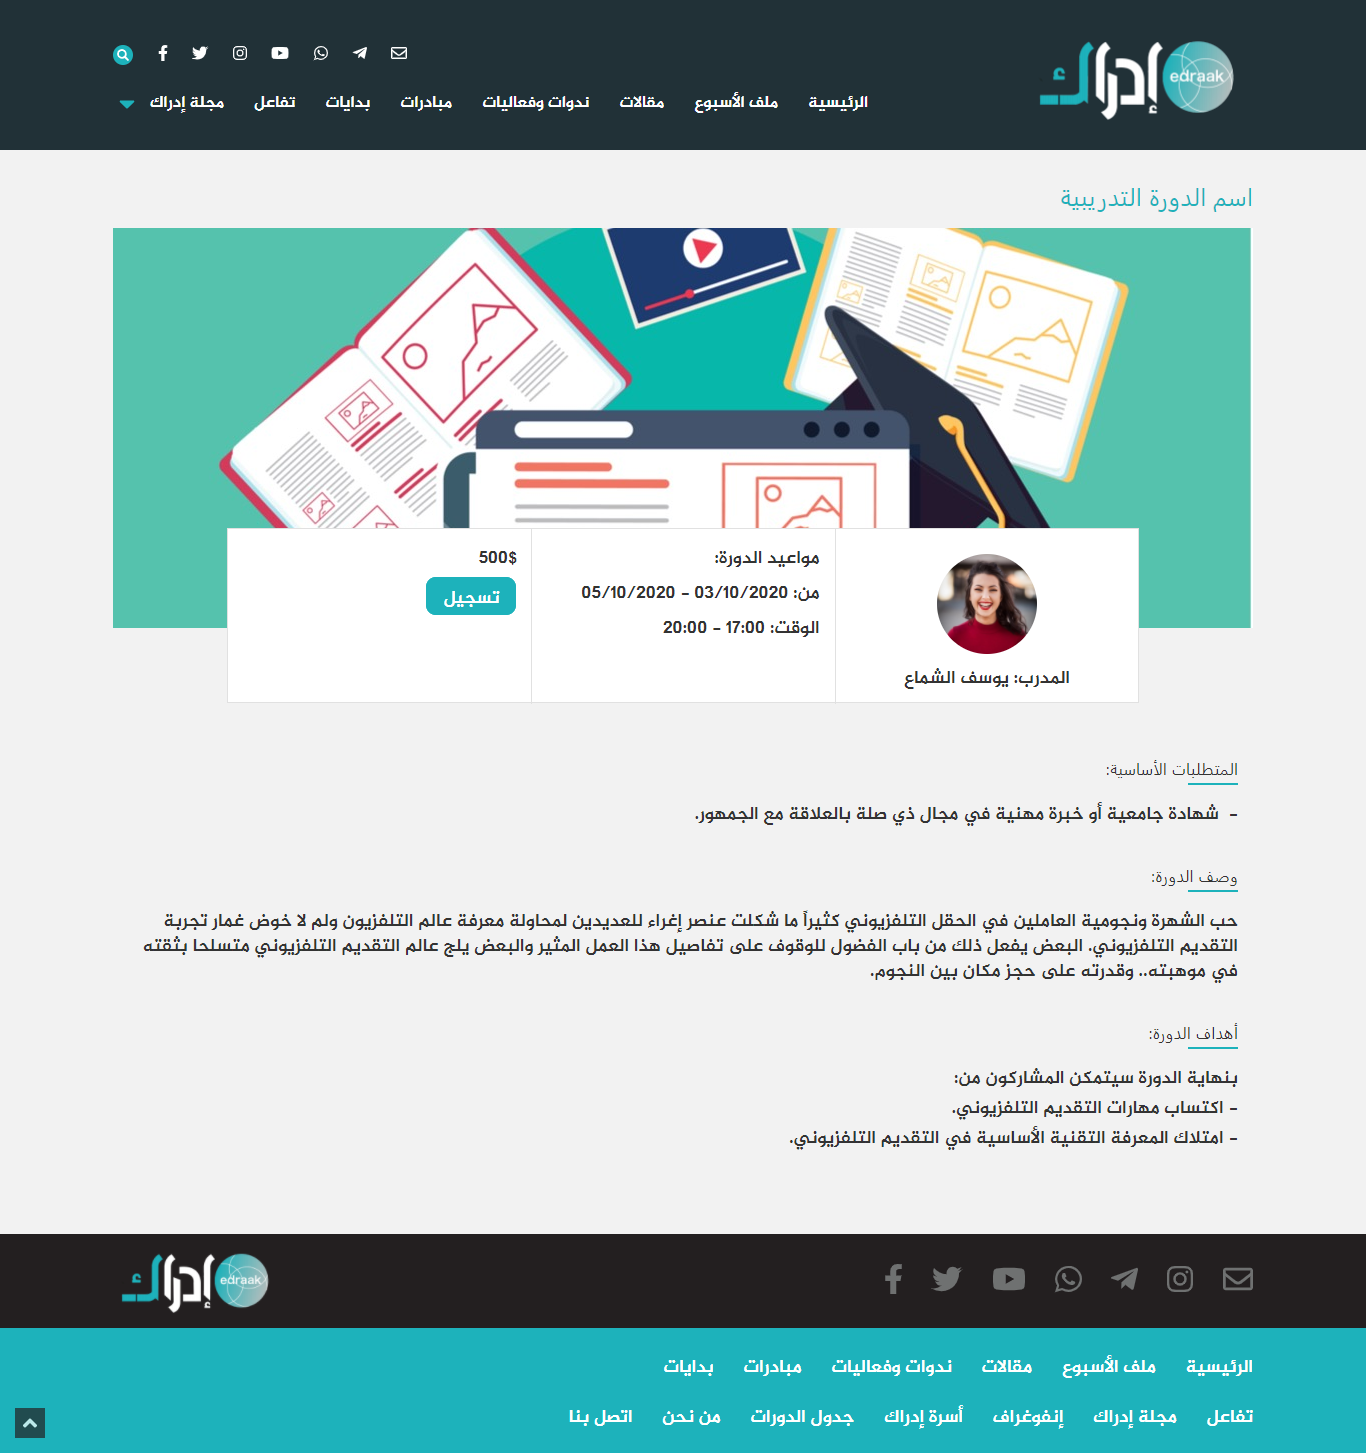 إدراك
edraak
الرئيسية ملف الأسبوع مقالات ندوات وفعاليات مبادرات بدايات تفاعل مجلة إدراك
اسم الدورة التدريبية
المدرب: يوسف الشماع
مواعيد الدورة:
من: 03/10/2020 - 05/10/2020
الوقت: 17:00 - 20:00
500$
تسجيل
المتطلبات الأساسية:
- شهادة جامعية أو خبرة مهنية في مجال ذي صلة بالعلاقة مع الجمهور.
وصف الدورة:
حب الشهرة ونجومية العاملين في الحقل التلفزيوني كثيراً ما شكلت عنصر إغراء للعديدين لمحاولة معرفة عالم التلفزيون ولم لا خوض غمار تجربة
التقديم التلفزيوني. البعض يفعل ذلك من باب الفضول للوقوف على تفاصيل هذا العمل المثير والبعض يلج عالم التقديم التلفزيوني متسلحا بثقته
في موهبته.. وقدرته على حجز مكان بين النجوم.
أهداف الدورة:
بنهاية الدورة سيتمكن المشاركون من:
- اكتساب مهارات التقديم التلفزيوني.
- امتلاك المعرفة التقنية الأساسية في التقديم التلفزيوني.
إدراك
edraak
الرئيسية ملف الأسبوع مقالات ندوات وفعاليات مبادرات بدايات
تفاعل مجلة إدراك إنفوغراف أسرة إدراك جدول الدورات من نحن اتصل بنا